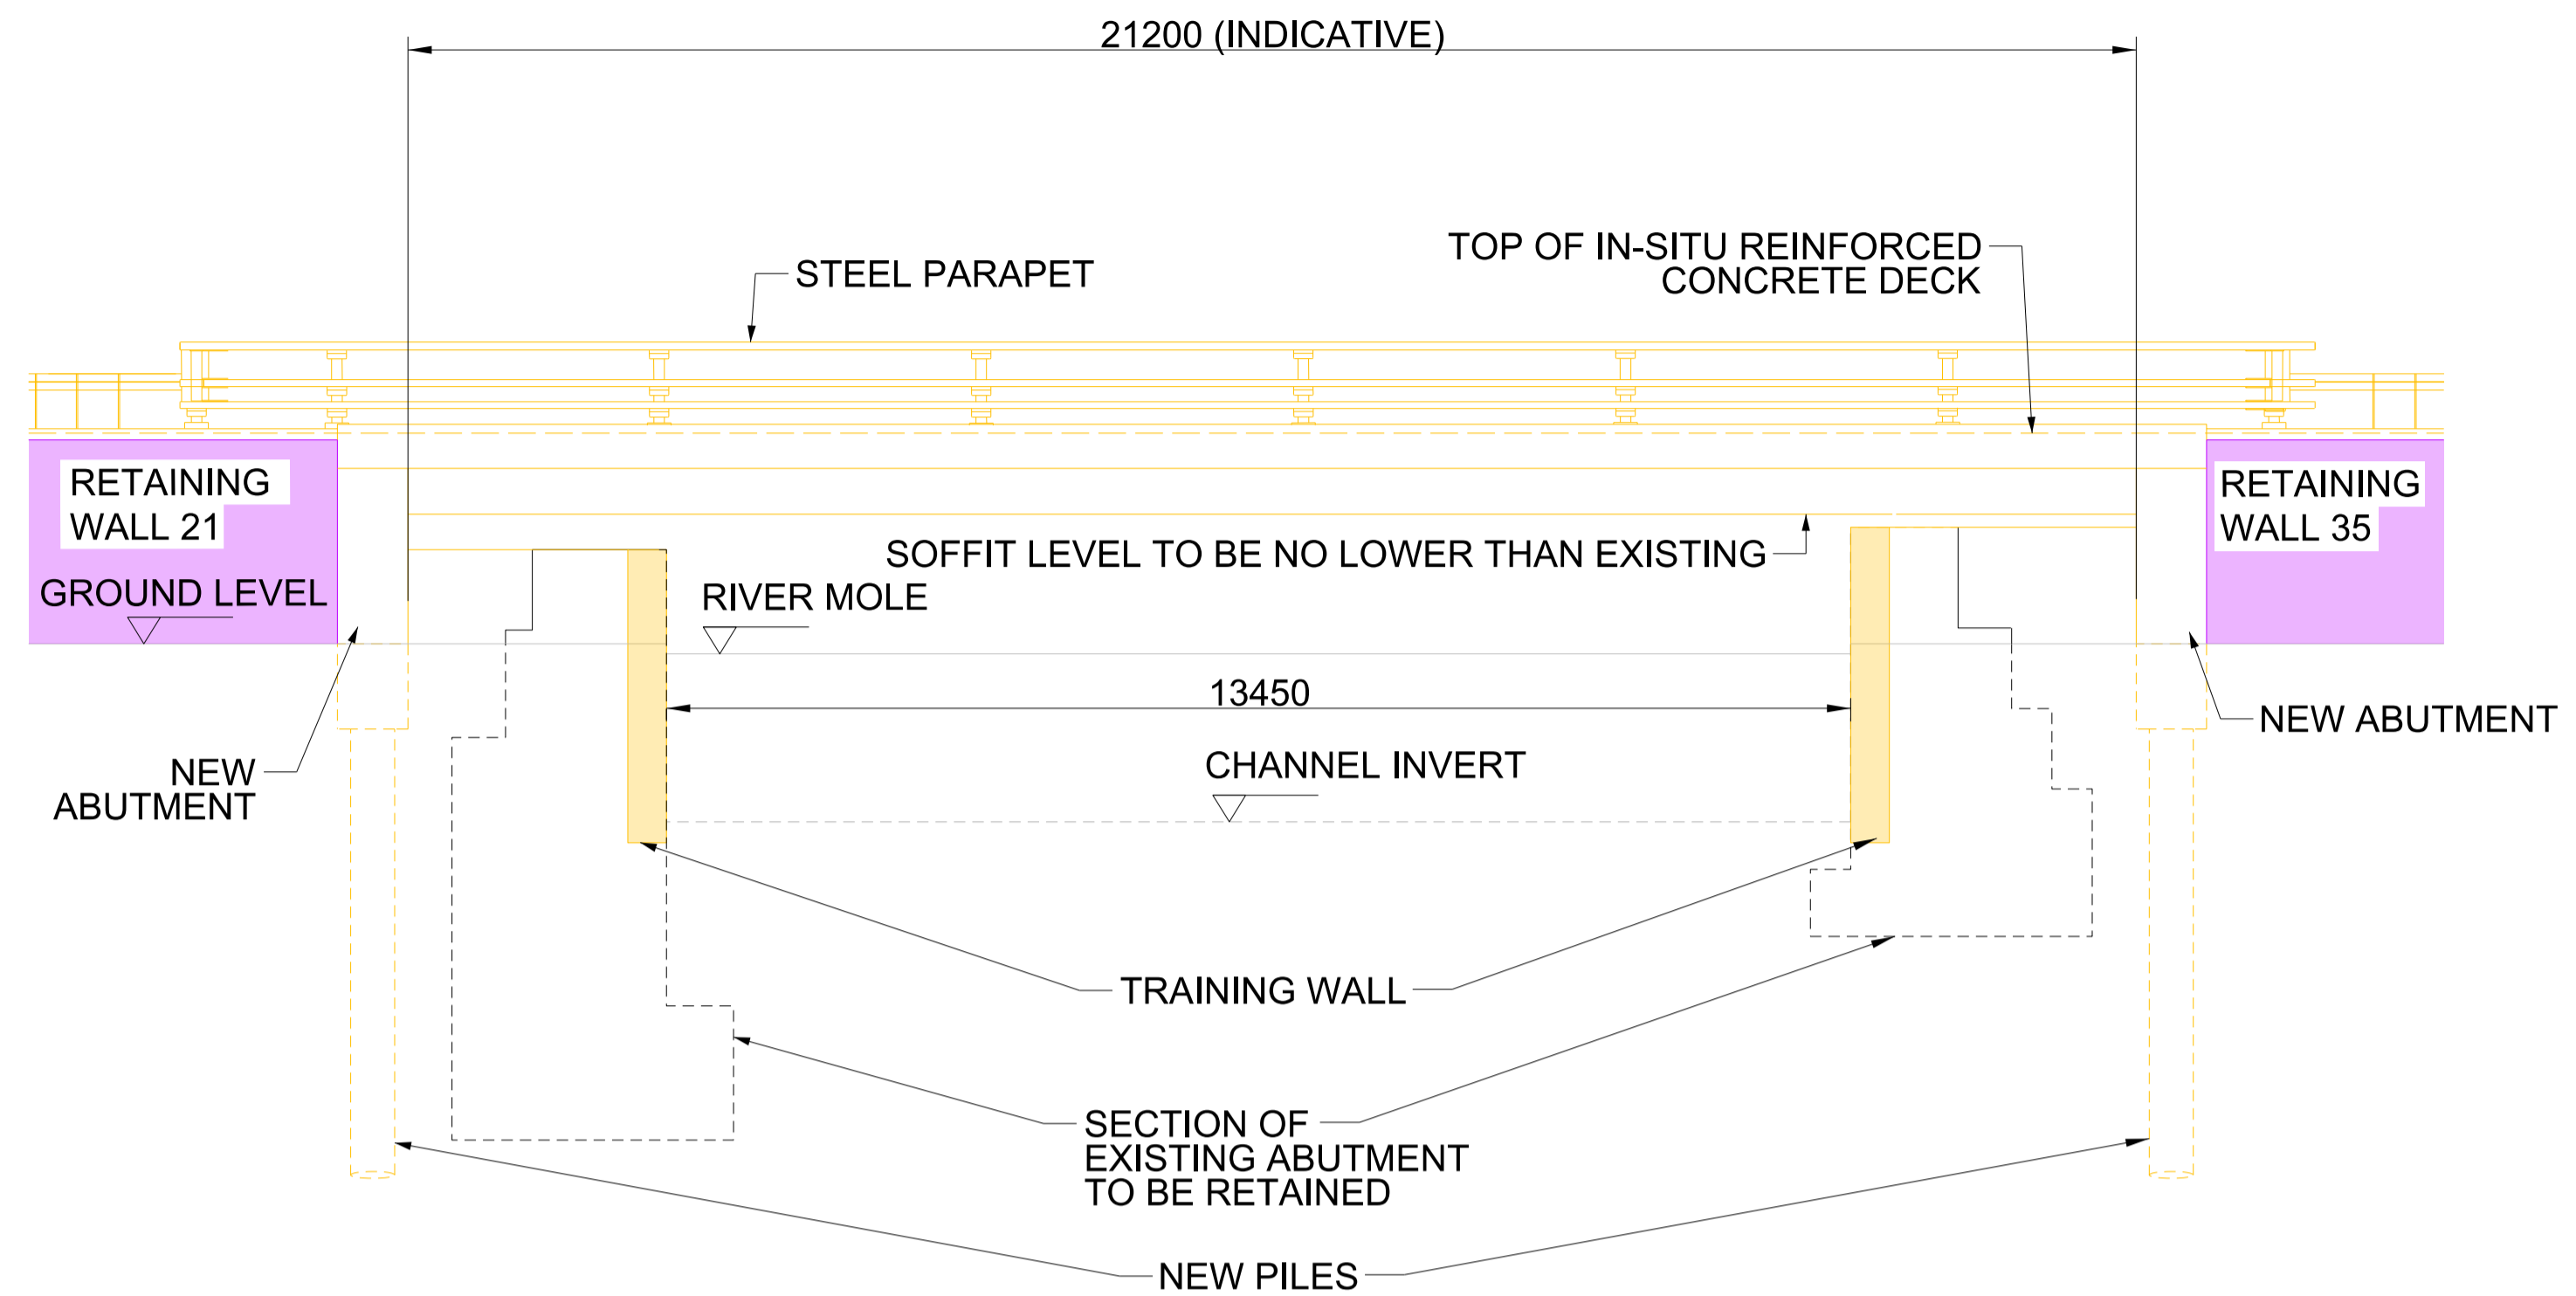 21200 (INDICATIVE)
TOP OF IN-SITU REINFORCED
CONCRETE DECK
STEEL PARAPET
RETAINING
WALL 21
RETAINING
WALL 35
SOFFIT LEVEL TO BE NO LOWER THAN EXISTING
GROUND LEVEL
RIVER MOLE
13450
NEW ABUTMENT
CHANNEL INVERT
NEW
ABUTMENT
TRAINING WALL
SECTION OF
EXISTING ABUTMENT
TO BE RETAINED
NEW PILES